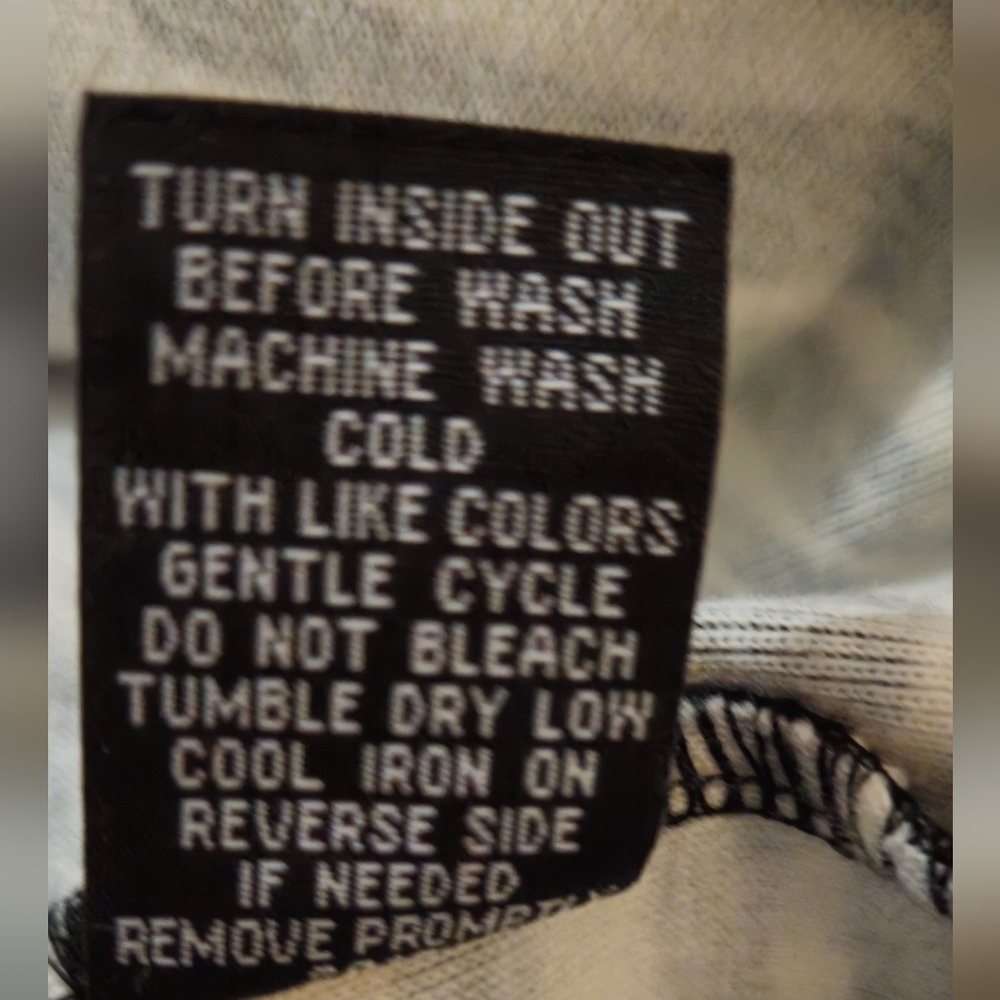 TURN INSIDE OUT
BEFORE WASH
MACHINE WASH
COLD
WITH LIKE COLORS
GENTLE CYCLE
DO NOT BLEACH
TUMBLE DRY LOW
COOL IRON ON
REVERSE SIDE
IF NEEDED
REMOVE PROMPTLY